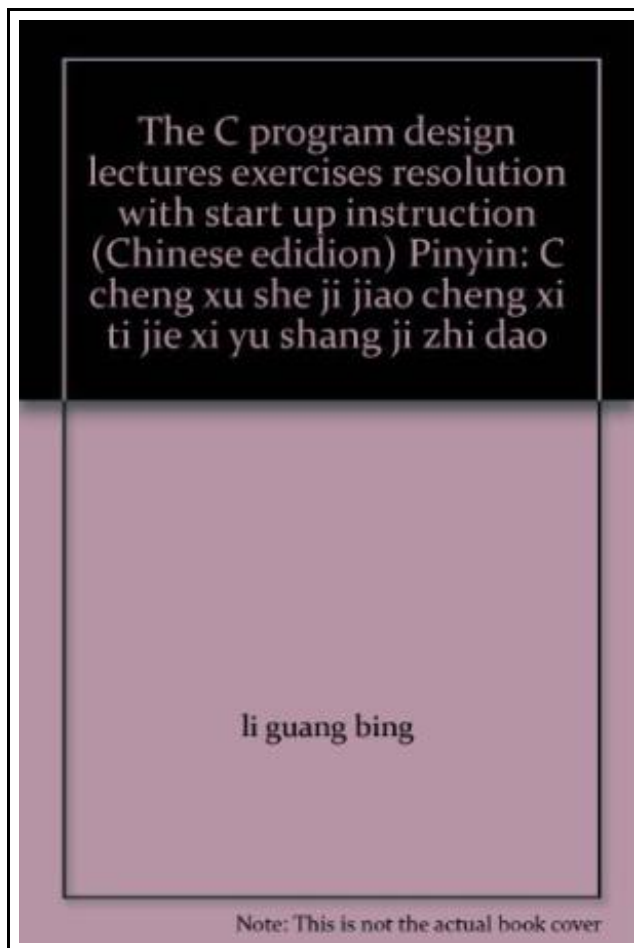 The C program design
lectures exercises resolution
with start up instruction
(Chinese edidion) Pinyin: C
cheng xu she ji jiao cheng xi
ti jie xi yu shang ji zhi dao
li guang bing
Note: This is not the actual book cover